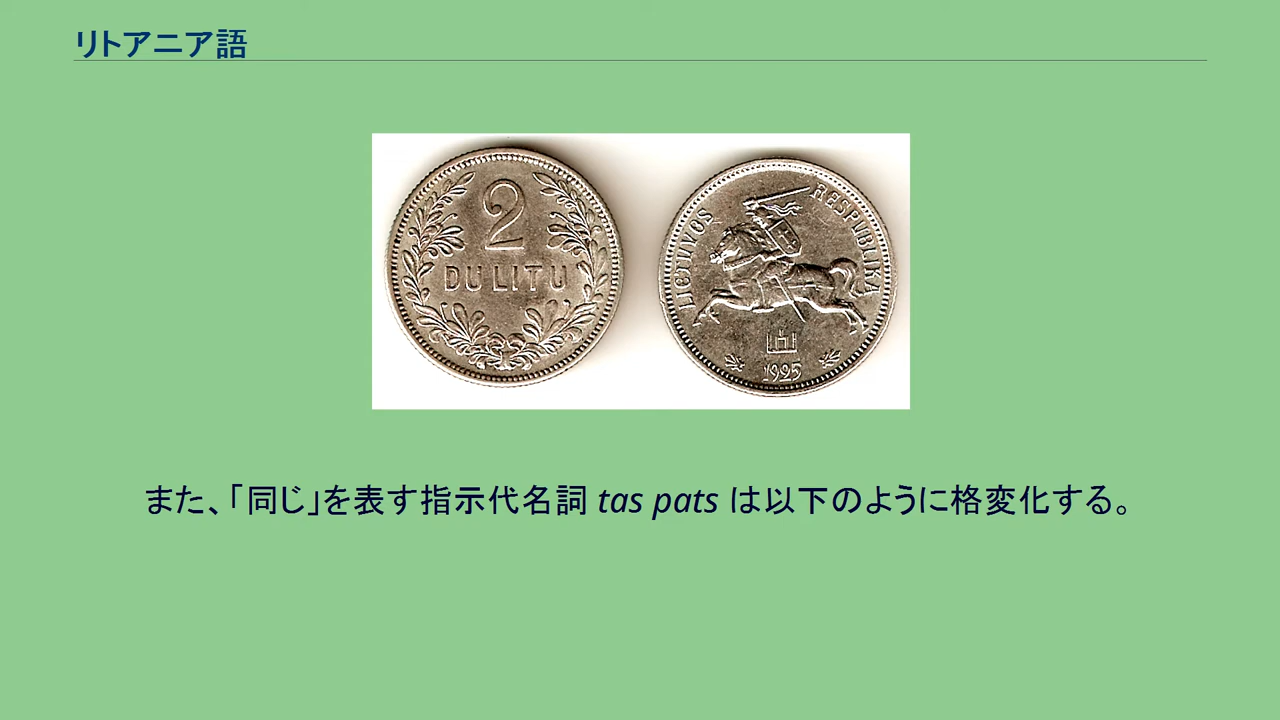 リトアニア語
2
DU LITU
LIETUVOS RESPUBLIKA
1925
また、「同じ」を表す指示代名詞 tas pats は以下のように格変化する。